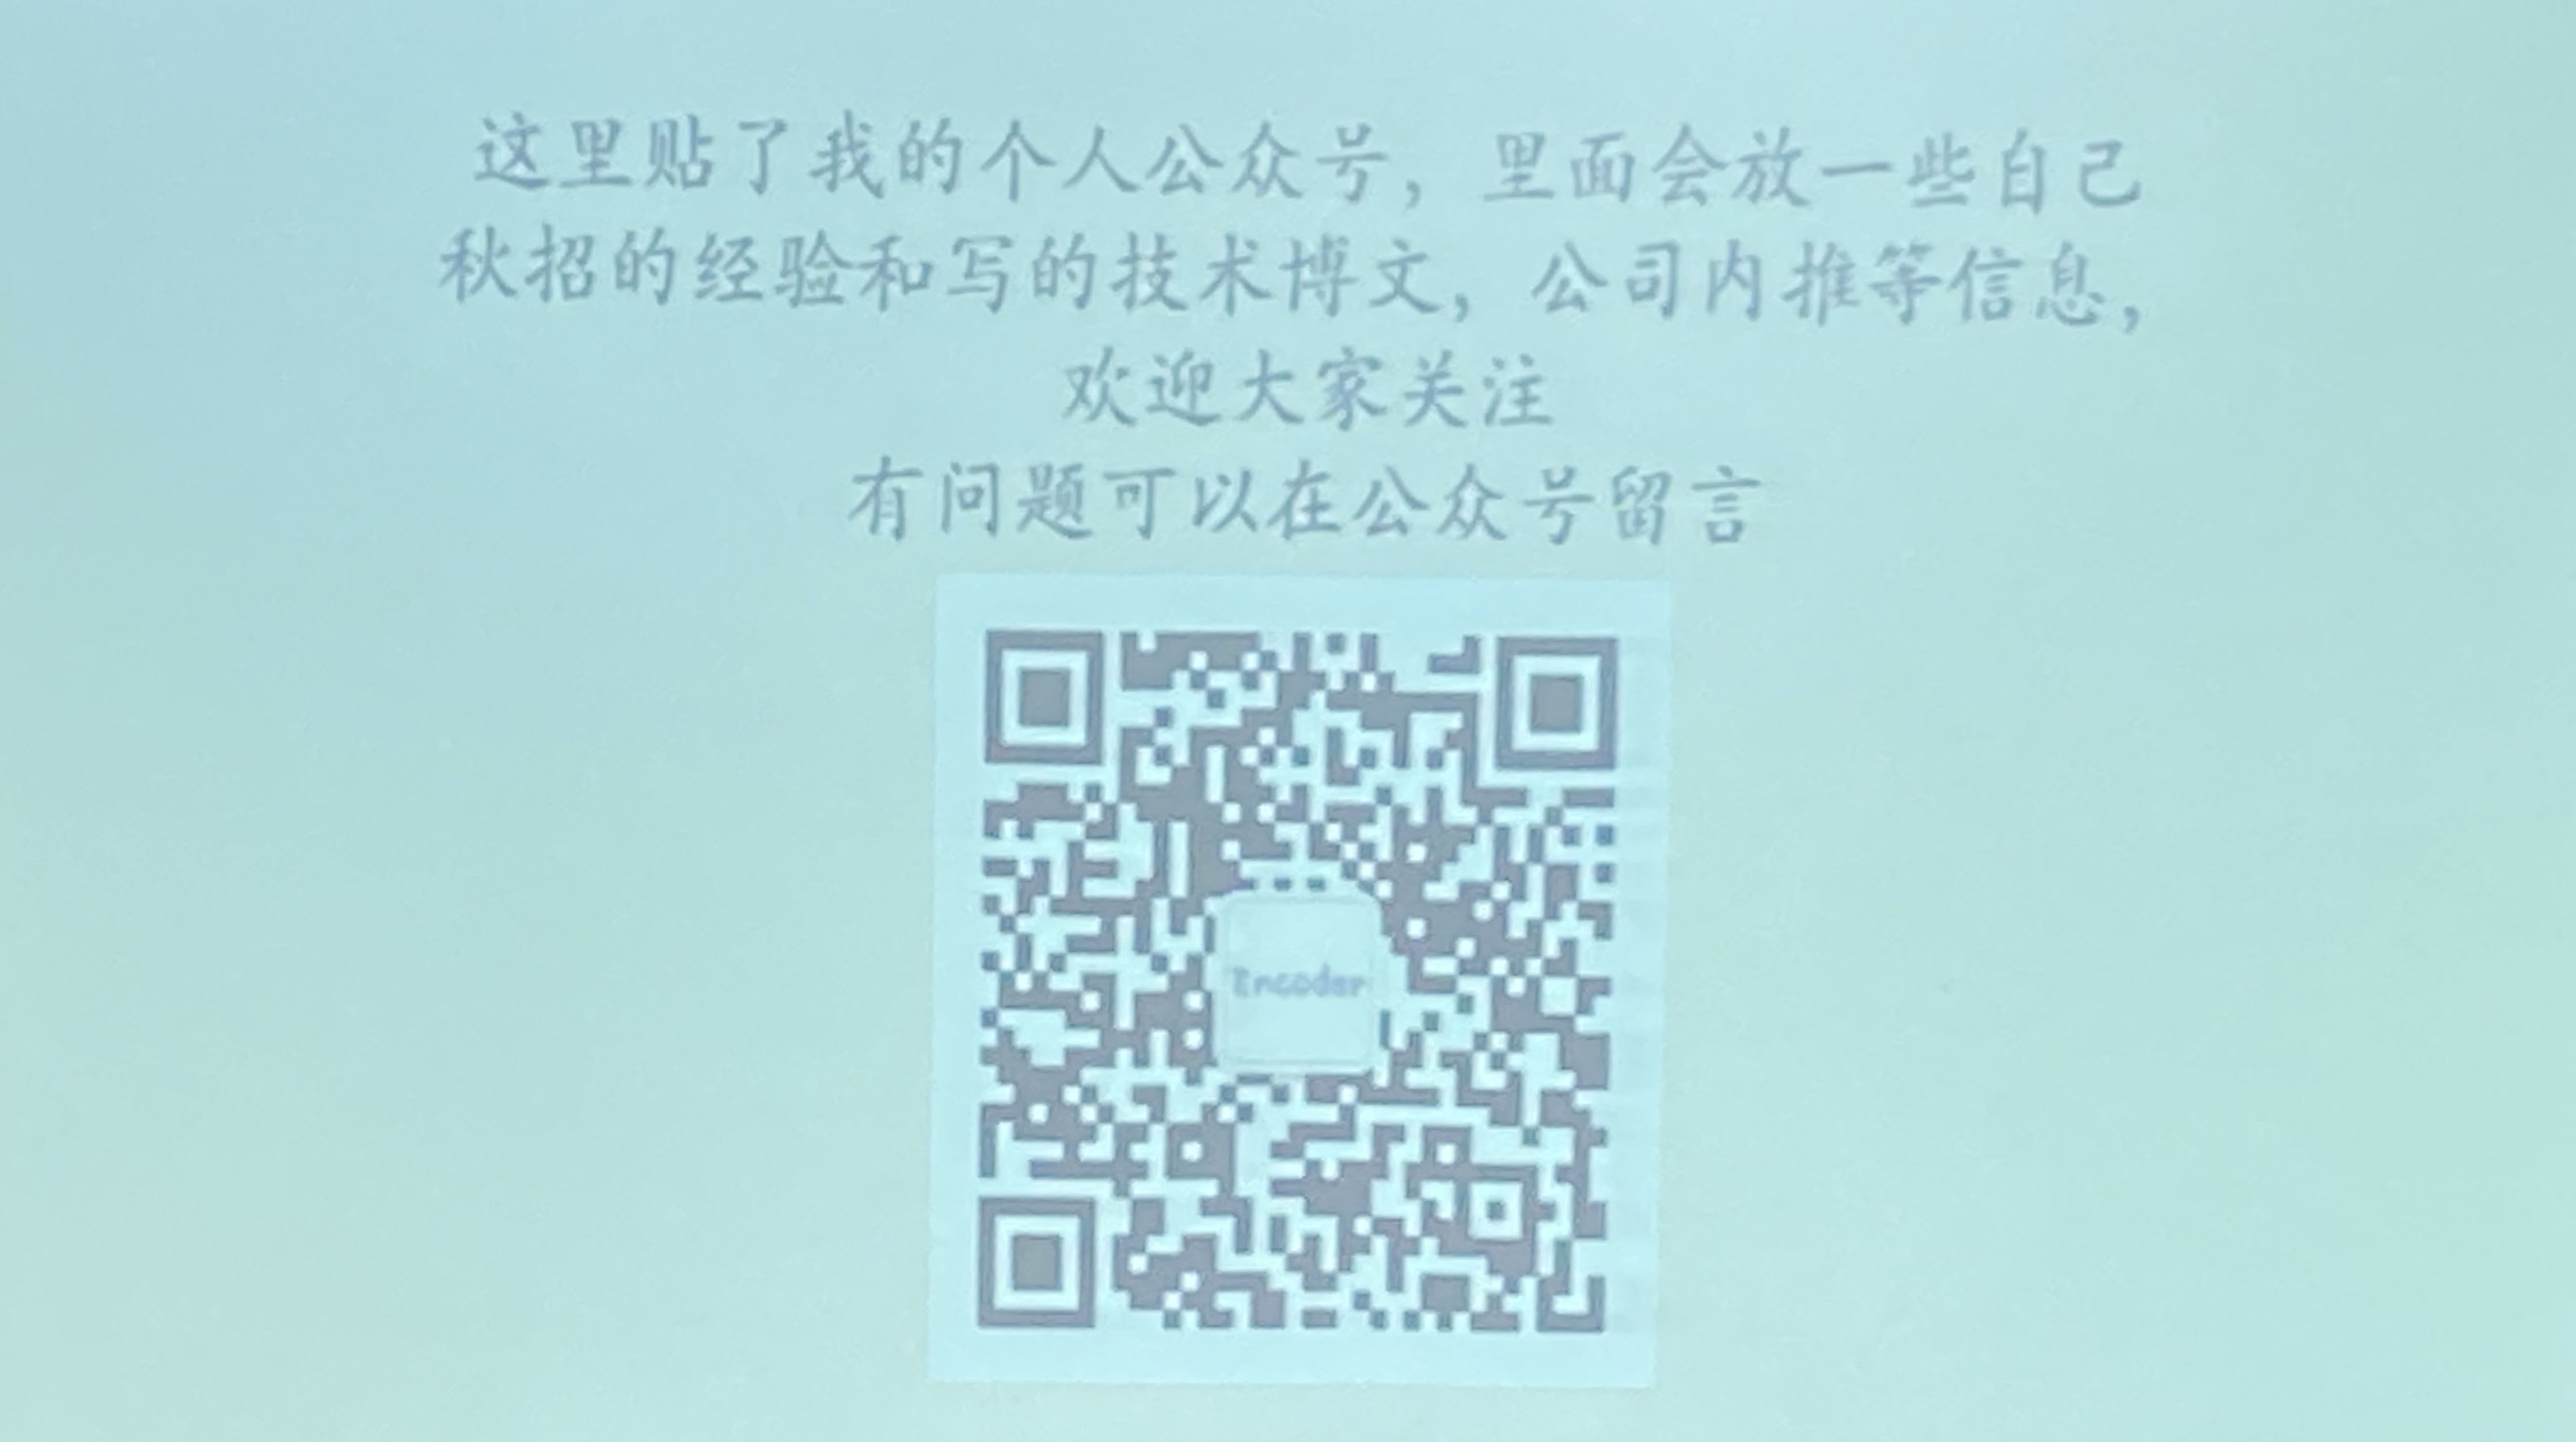 这里贴了我的个人公众号，里面会放一些自己
秋招的经验和写的技术博文，公司内推等信息，
欢迎大家关注
有问题可以在公众号留言
Encoder